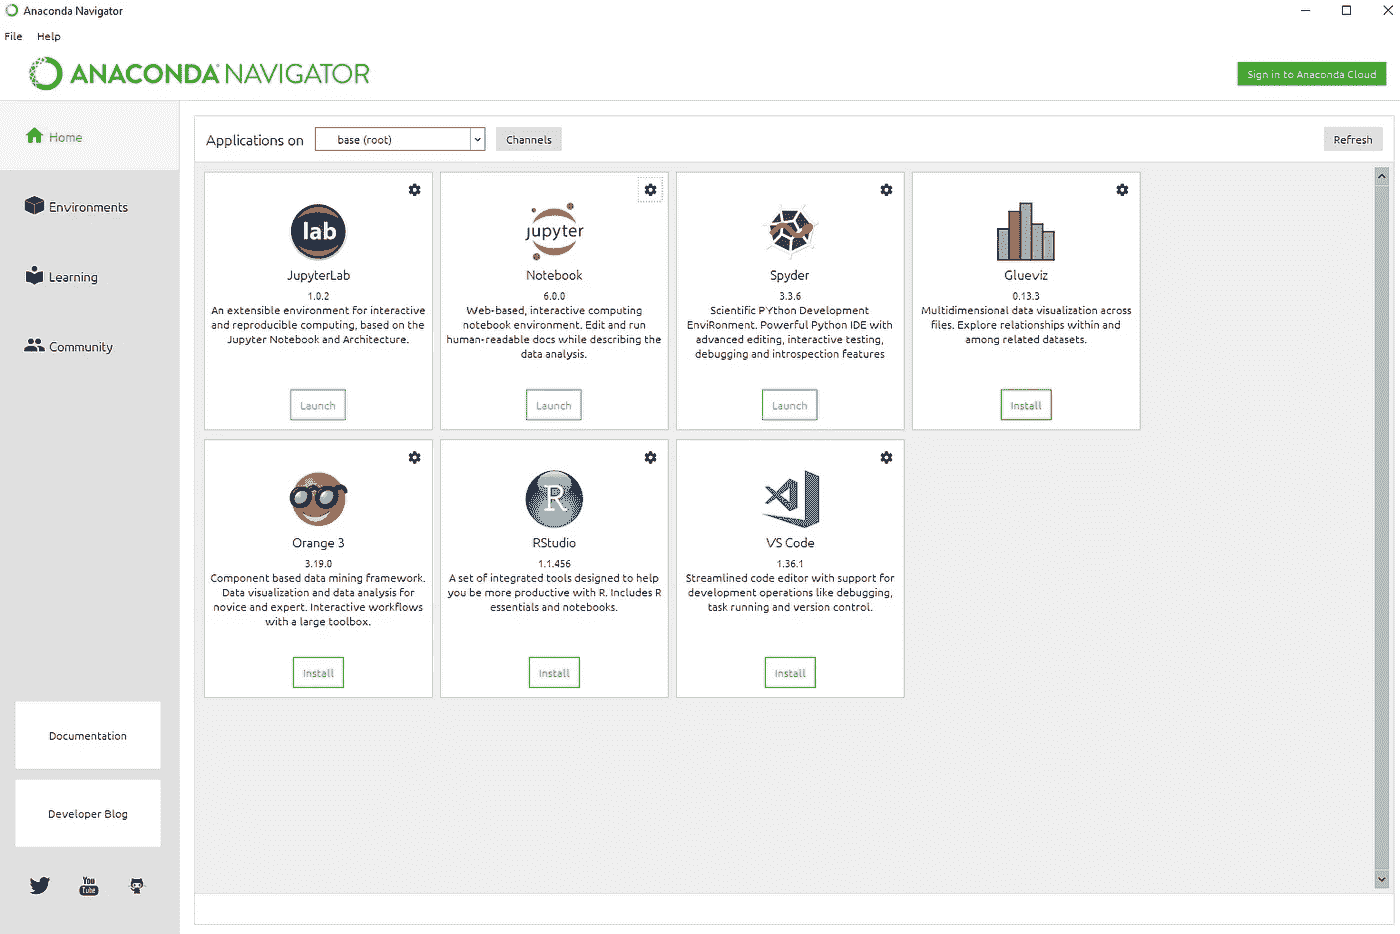 Anaconda Navigator
File Help
ANACONDA NAVIGATOR
Sign in to Anaconda Cloud
Home
Environments
Learning
Community
Documentation
Developer Blog
You
Tube
Applications on base (root) Channels Refresh
lab
JupyterLab
1.0.2
An extensible environment for interactive
and reproducible computing, based on the
Jupyter Notebook and Architecture.
Launch
jupyter
Notebook
6.0.0
Web-based, interactive computing
notebook environment. Edit and run
human-readable docs while describing the
data analysis.
Launch
Spyder
3.3.6
Scientific PYthon Development
EnviRonment. Powerful Python IDE with
advanced editing, interactive testing,
debugging and introspection features
Launch
Glueviz
0.13.3
Multidimensional data visualization across
files. Explore relationships within and
among related datasets.
Install
Orange 3
3.19.0
Component based data mining framework.
Data visualization and data analysis for
novice and expert. Interactive workflows
with a large toolbox.
Install
R
RStudio
1.1.456
A set of integrated tools designed to help
you be more productive with R. Includes R
essentials and notebooks.
Install
VS Code
1.36.1
Streamlined code editor with support for
development operations like debugging,
task running and version control.
Install